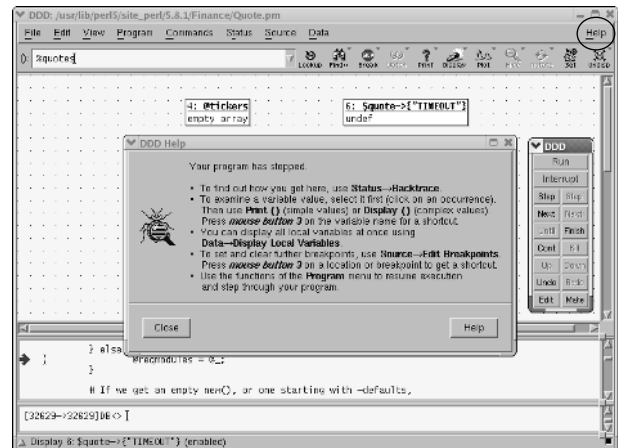 DDD: /usr/lib/perl5/site_perl/5.8.1/Finance/Quote.pm
File Edit View Program Commands Status Source Data Help
(): %quotes
Lookup Find» Break Print Display Plot Set Undisp
4: @tickers
empty array
6: $quote->{"TIMEOUT"}
undef
DDD Help
Your program has stopped.
• To find out how you get here, use Status→Backtrace.
• To examine a variable value, select it first (click on an occurrence).
Then use Print () (simple values) or Display () (complex values).
Press mouse button 3 on the variable name for a shortcut.
• You can display all local variables at once using
Data→Display Local Variables.
• To set and clear further breakpoints, use Source→Edit Breakpoints.
Press mouse button 3 on a location or breakpoint to get a shortcut.
• Use the functions of the Program menu to resume execution
and step through your program.
Close Help
DDD
Run
Interrupt
Step Stepi
Next Nexti
Until Finish
Cont Kill
Up Down
Undo Redo
Edit Make
} else
@reqmodules = @_;
}
# If we get an empty new(), or one starting with -defaults,
[32629->32629]DB<>
Display 6: $quote->{"TIMEOUT"} (enabled)